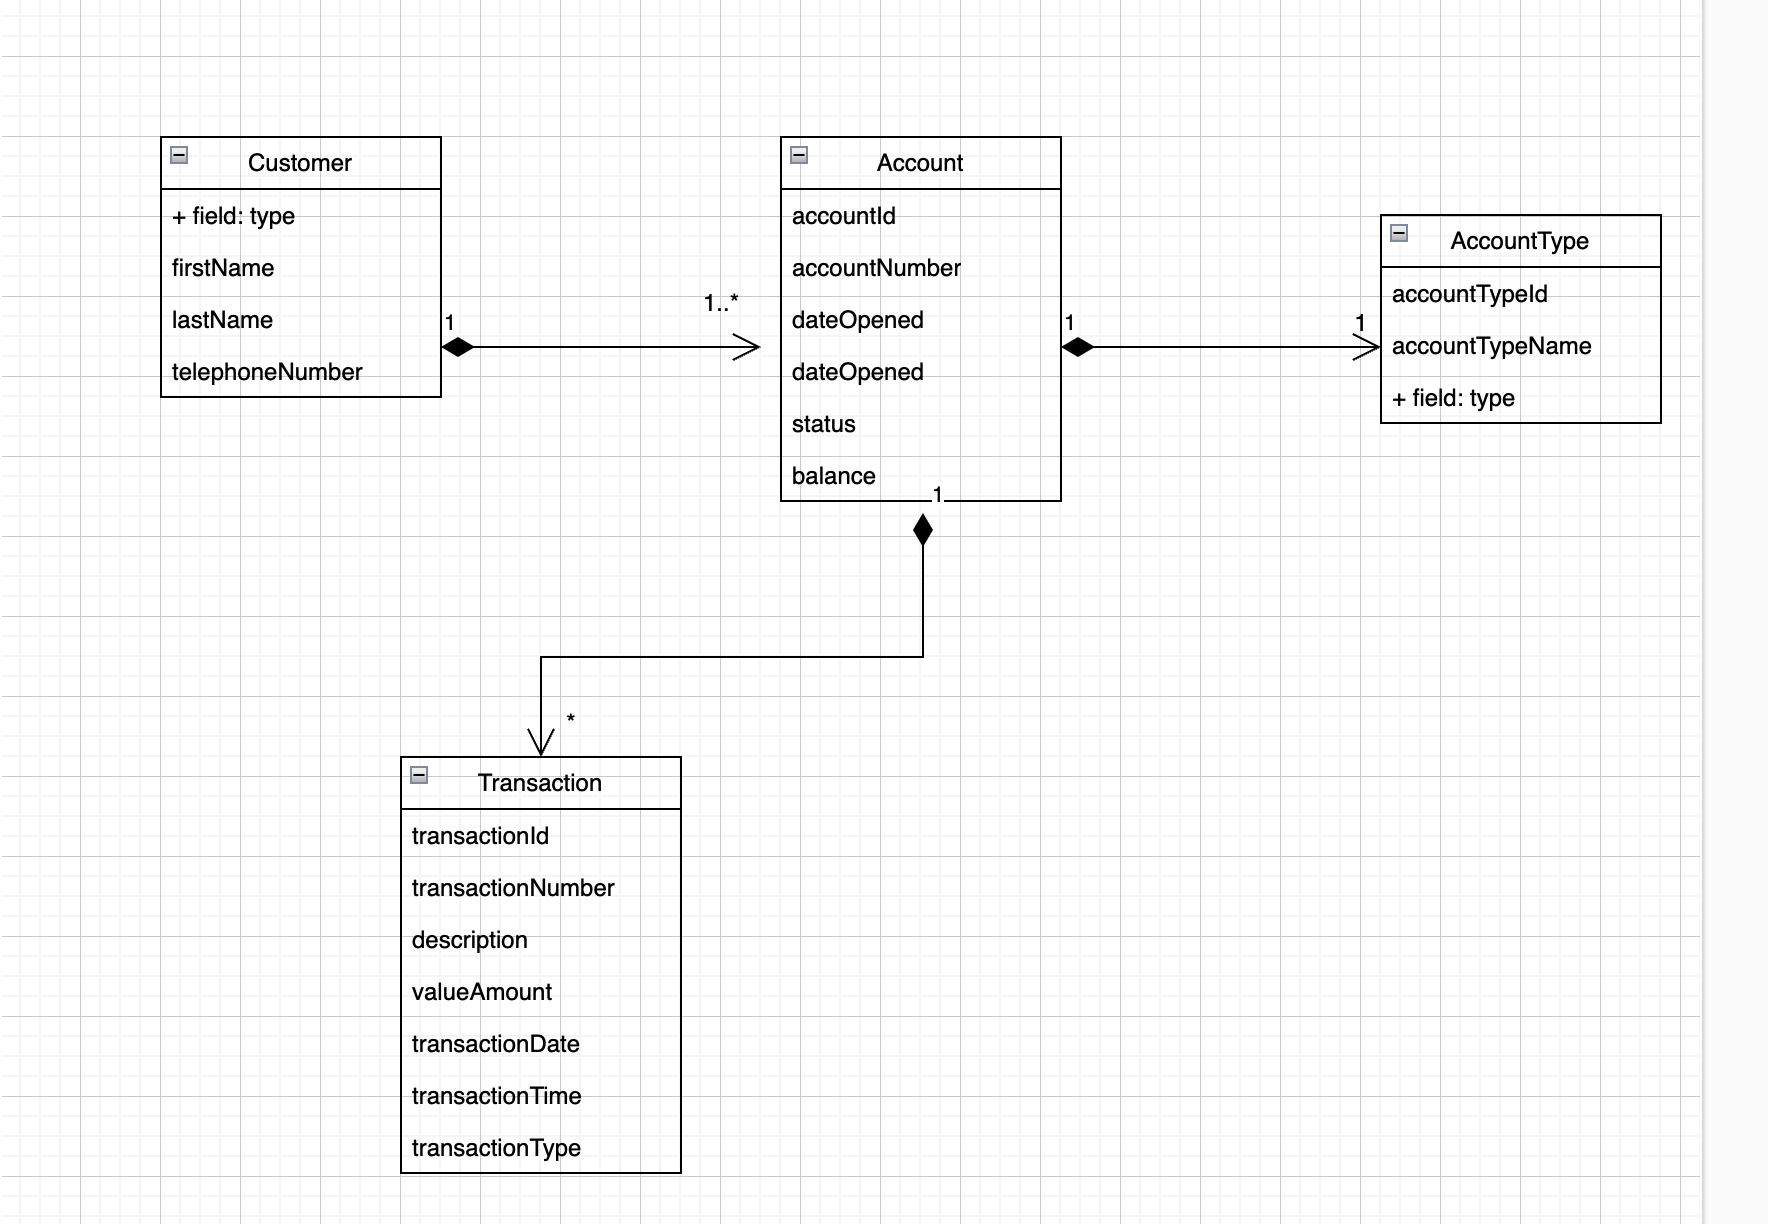 Customer
+ field: type
firstName
lastName
telephoneNumber
1
1..*
Account
accountId
accountNumber
dateOpened
dateOpened
status
balance
1
1
AccountType
accountTypeId
accountTypeName
+ field: type
1
*
Transaction
transactionId
transactionNumber
description
valueAmount
transactionDate
transactionTime
transactionType